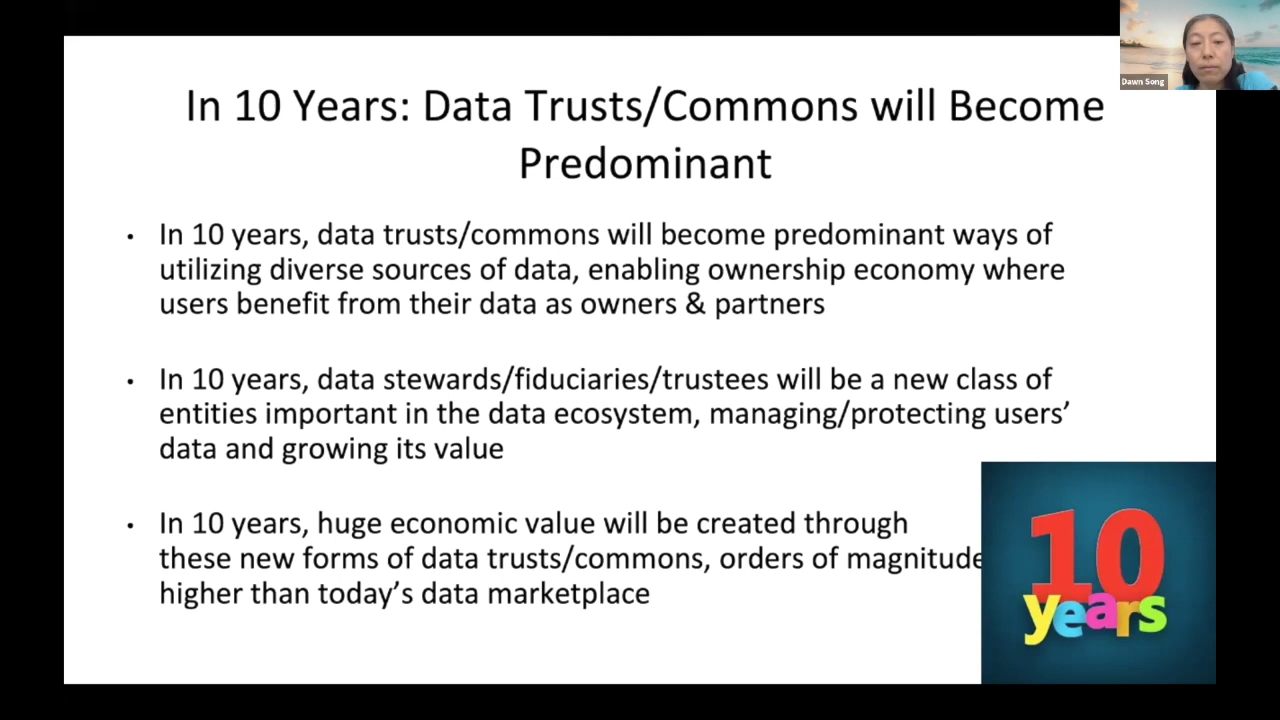 Dawn Song
In 10 Years: Data Trusts/Commons will Become
Predominant
• In 10 years, data trusts/commons will become predominant ways of
utilizing diverse sources of data, enabling ownership economy where
users benefit from their data as owners & partners
• In 10 years, data stewards/fiduciaries/trustees will be a new class of
entities important in the data ecosystem, managing/protecting users’
data and growing its value
• In 10 years, huge economic value will be created through
these new forms of data trusts/commons, orders of magnitude
higher than today’s data marketplace
10
years